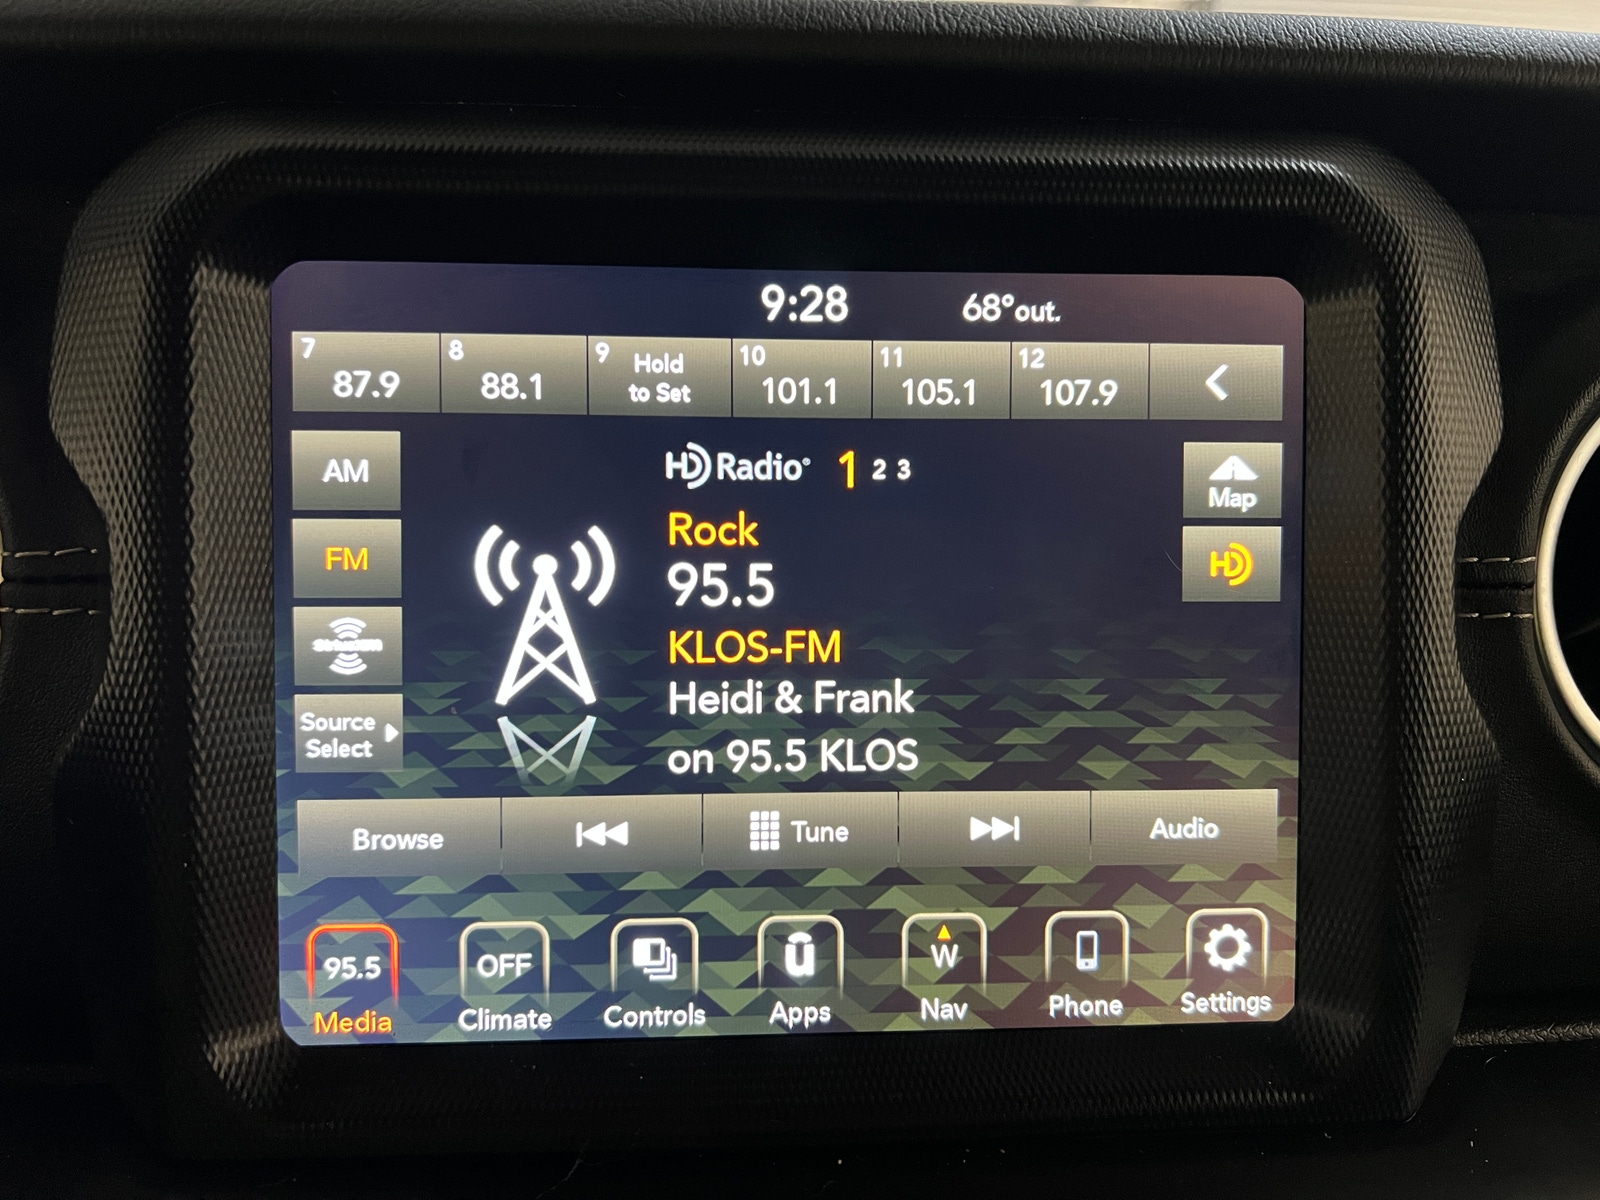 9:28 68°out.
7 8 9 Hold 10 11 12
87.9 88.1 to Set 101.1 105.1 107.9
AM HD Radio® 1 2 3 Map
Rock
FM 95.5 HD
KLOS-FM
SiriusXM
Heidi & Frank
Source
Select
on 95.5 KLOS
Browse Tune Audio
95.5 OFF ū W
Media Climate Controls Apps Nav Phone Settings